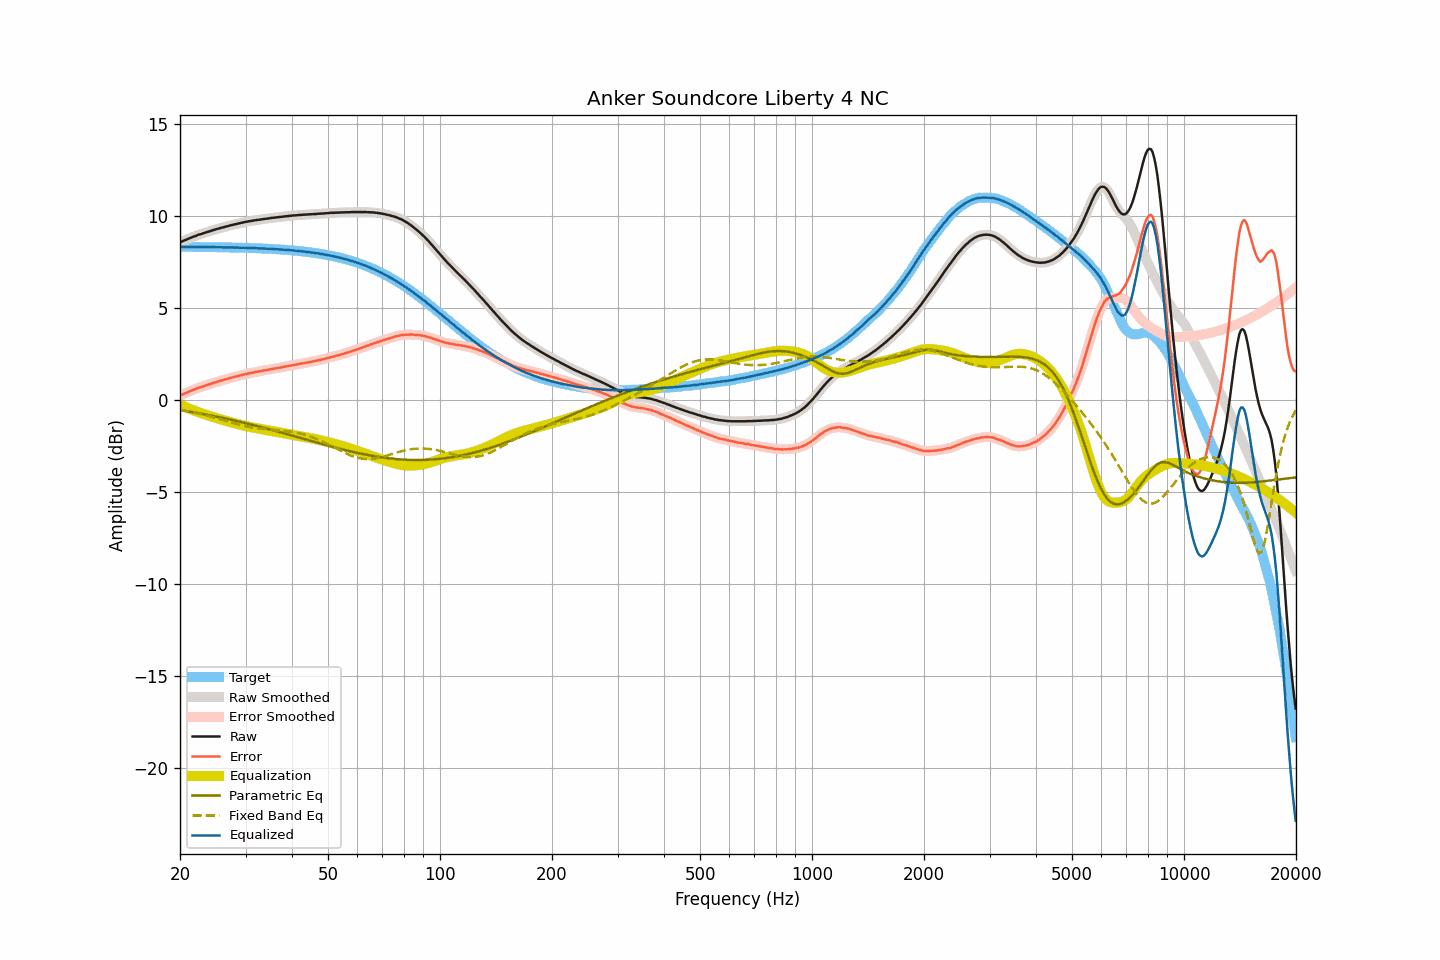 Anker Soundcore Liberty 4 NC
15
10
5
0
−5
−10
−15
−20
Amplitude (dBr)
Target
Raw Smoothed
Error Smoothed
Raw
Error
Equalization
Parametric Eq
Fixed Band Eq
Equalized
20 50 100 200 500 1000 2000 5000 10000 20000
Frequency (Hz)